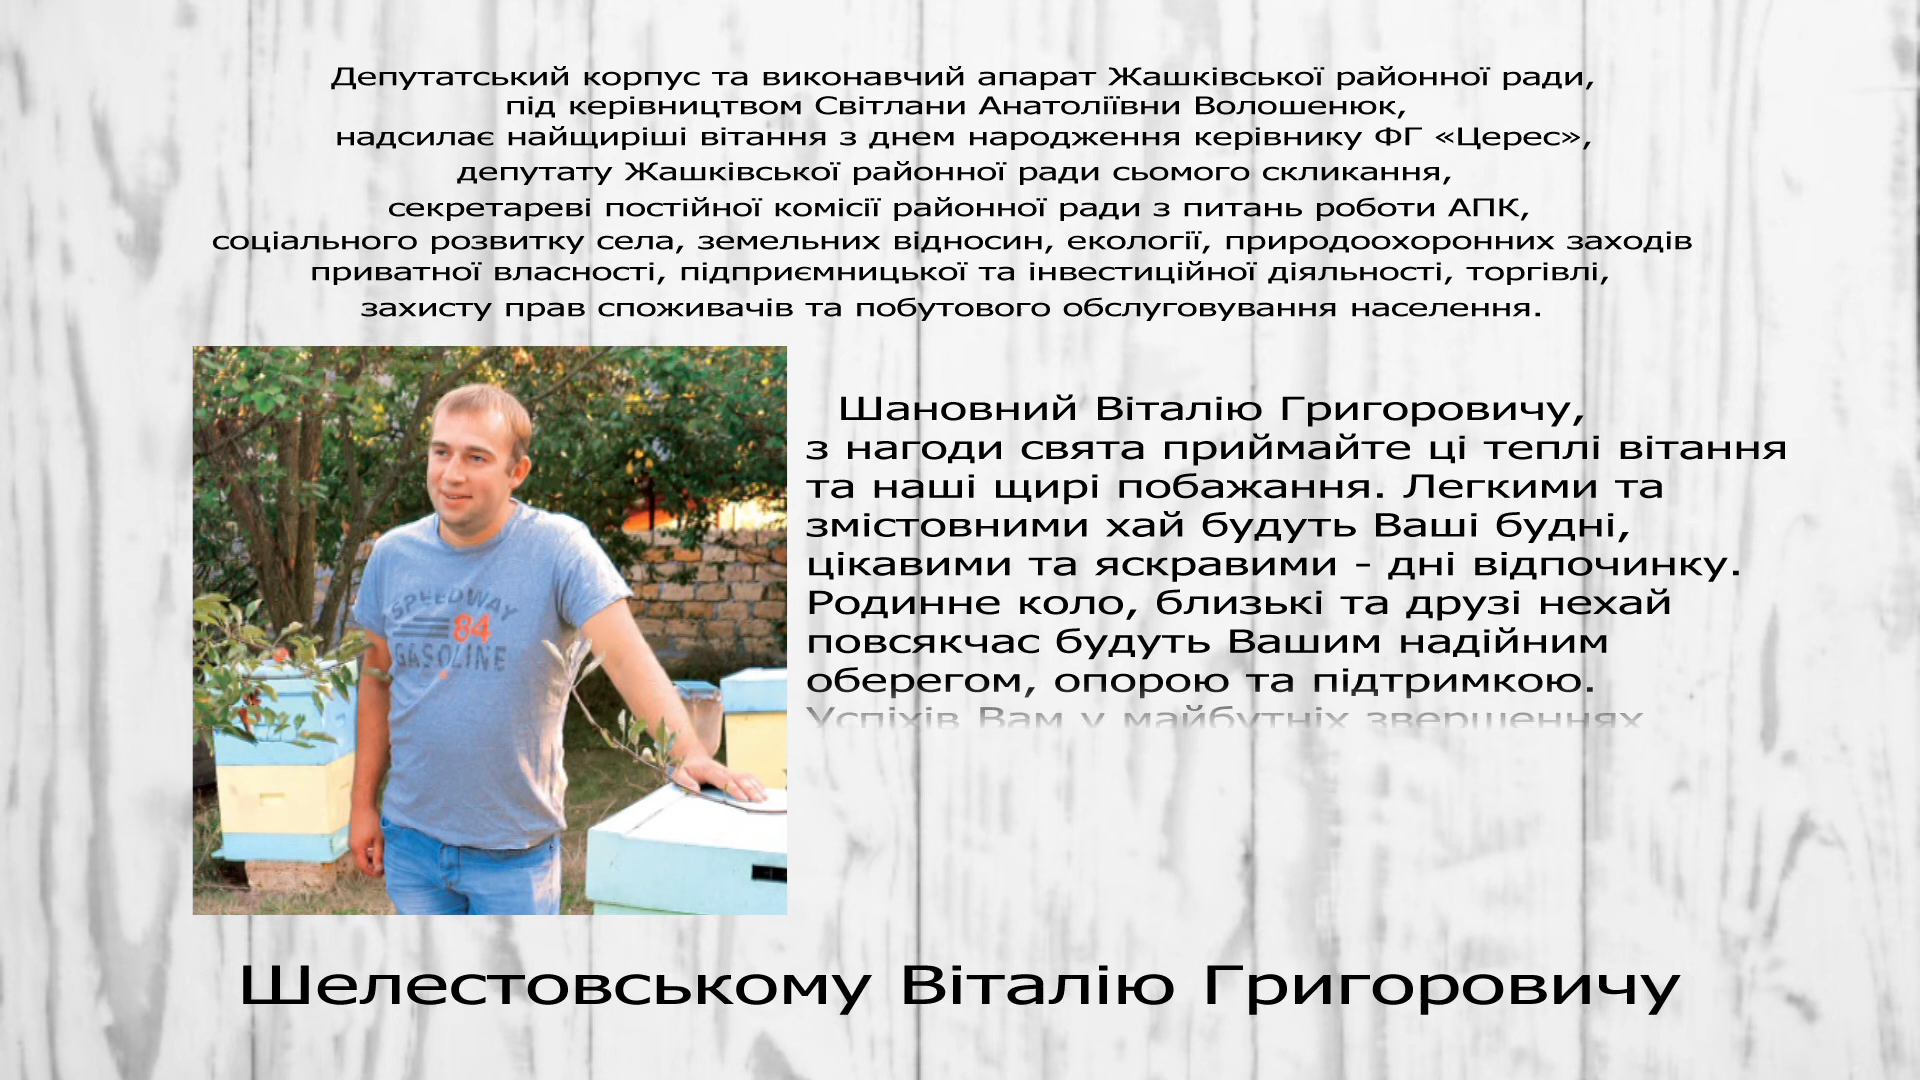 Депутатський корпус та виконавчий апарат Жашківської районної ради,
під керівництвом Світлани Анатоліївни Волошенюк,
надсилає найщиріші вітання з днем народження керівнику ФГ «Церес»,
депутату Жашківської районної ради сьомого скликання,
секретареві постійної комісії районної ради з питань роботи АПК,
соціального розвитку села, земельних відносин, екології, природоохоронних заходів
приватної власності, підприємницької та інвестиційної діяльності, торгівлі,
захисту прав споживачів та побутового обслуговування населення.
Шановний Віталію Григоровичу,
з нагоди свята приймайте ці теплі вітання
та наші щирі побажання. Легкими та
змістовними хай будуть Ваші будні,
цікавими та яскравими - дні відпочинку.
Родинне коло, близькі та друзі нехай
повсякчас будуть Вашим надійним
оберегом, опорою та підтримкою.
Успіхів Вам у майбутніх звершеннях
SPEEDWAY
84
GASOLINE
Шелестовському Віталію Григоровичу